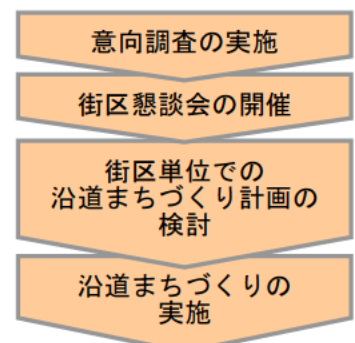 意向調査の実施
街区懇談会の開催
街区単位での
沿道まちづくり計画の
検討
沿道まちづくりの
実施